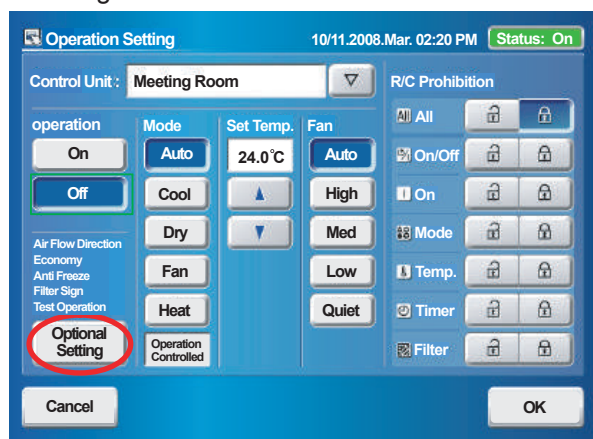 Operation Setting 10/11.2008.Mar. 02:20 PM Status: On
Control Unit : Meeting Room
R/C Prohibition
operation
On
Off
Air Flow Direction
Economy
Anti Freeze
Filter Sign
Test Operation
Optional
Setting
Mode
Auto
Cool
Dry
Fan
Heat
Operation
Controlled
Set Temp.
24.0°C
Fan
Auto
High
Med
Low
Quiet
All All
On/Off
On
Mode
Temp.
Timer
Filter
Cancel
OK